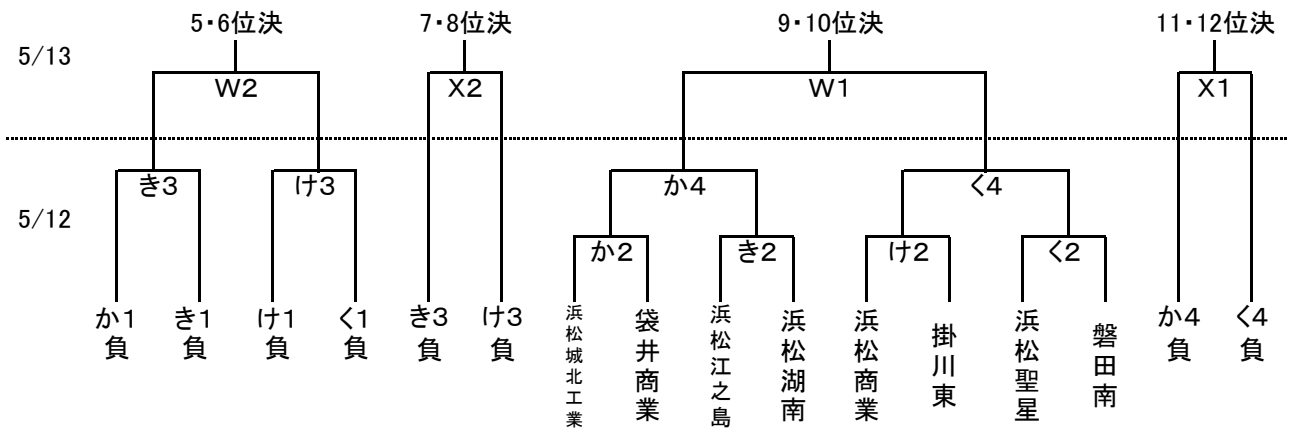 5・6位決
7・8位決
9・10位決
11・12位決
5/13
W2
X2
W1
X1
き3
け3
か4
く4
5/12
か2
き2
け2
く2
か1負
き1負
け1負
く1負
き3負
け3負
浜松城北工業
袋井商業
浜松江之島
浜松湖南
浜松商業
掛川東
浜松聖星
磐田南
か4負
く4負